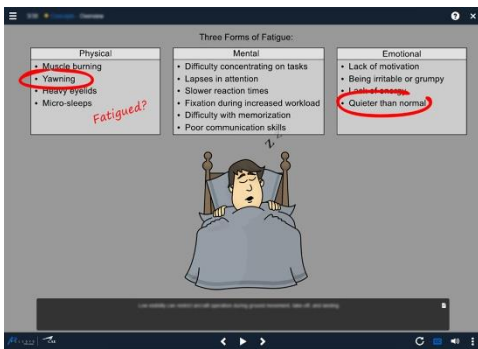 Three Forms of Fatigue:
Physical
• Muscle burning
• Yawning
• Heavy eyelids
• Micro-sleeps
Fatigued?
Mental
• Difficulty concentrating on tasks
• Lapses in attention
• Slower reaction times
• Fixation during increased workload
• Difficulty with memorization
• Poor communication skills
Emotional
• Lack of motivation
• Being irritable or grumpy
• Lack of energy
• Quieter than normal
z z